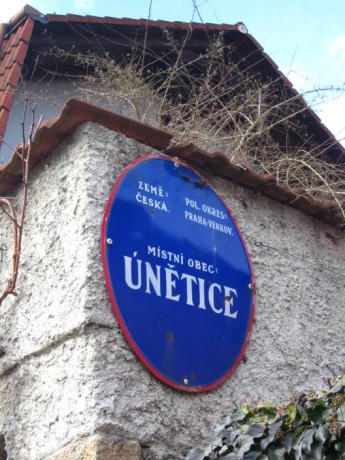 ZEMĚ: POL. OKRES:
ČESKÁ. PRAHA-VENKOV.
MÍSTNÍ OBEC:
ÚNĚTICE